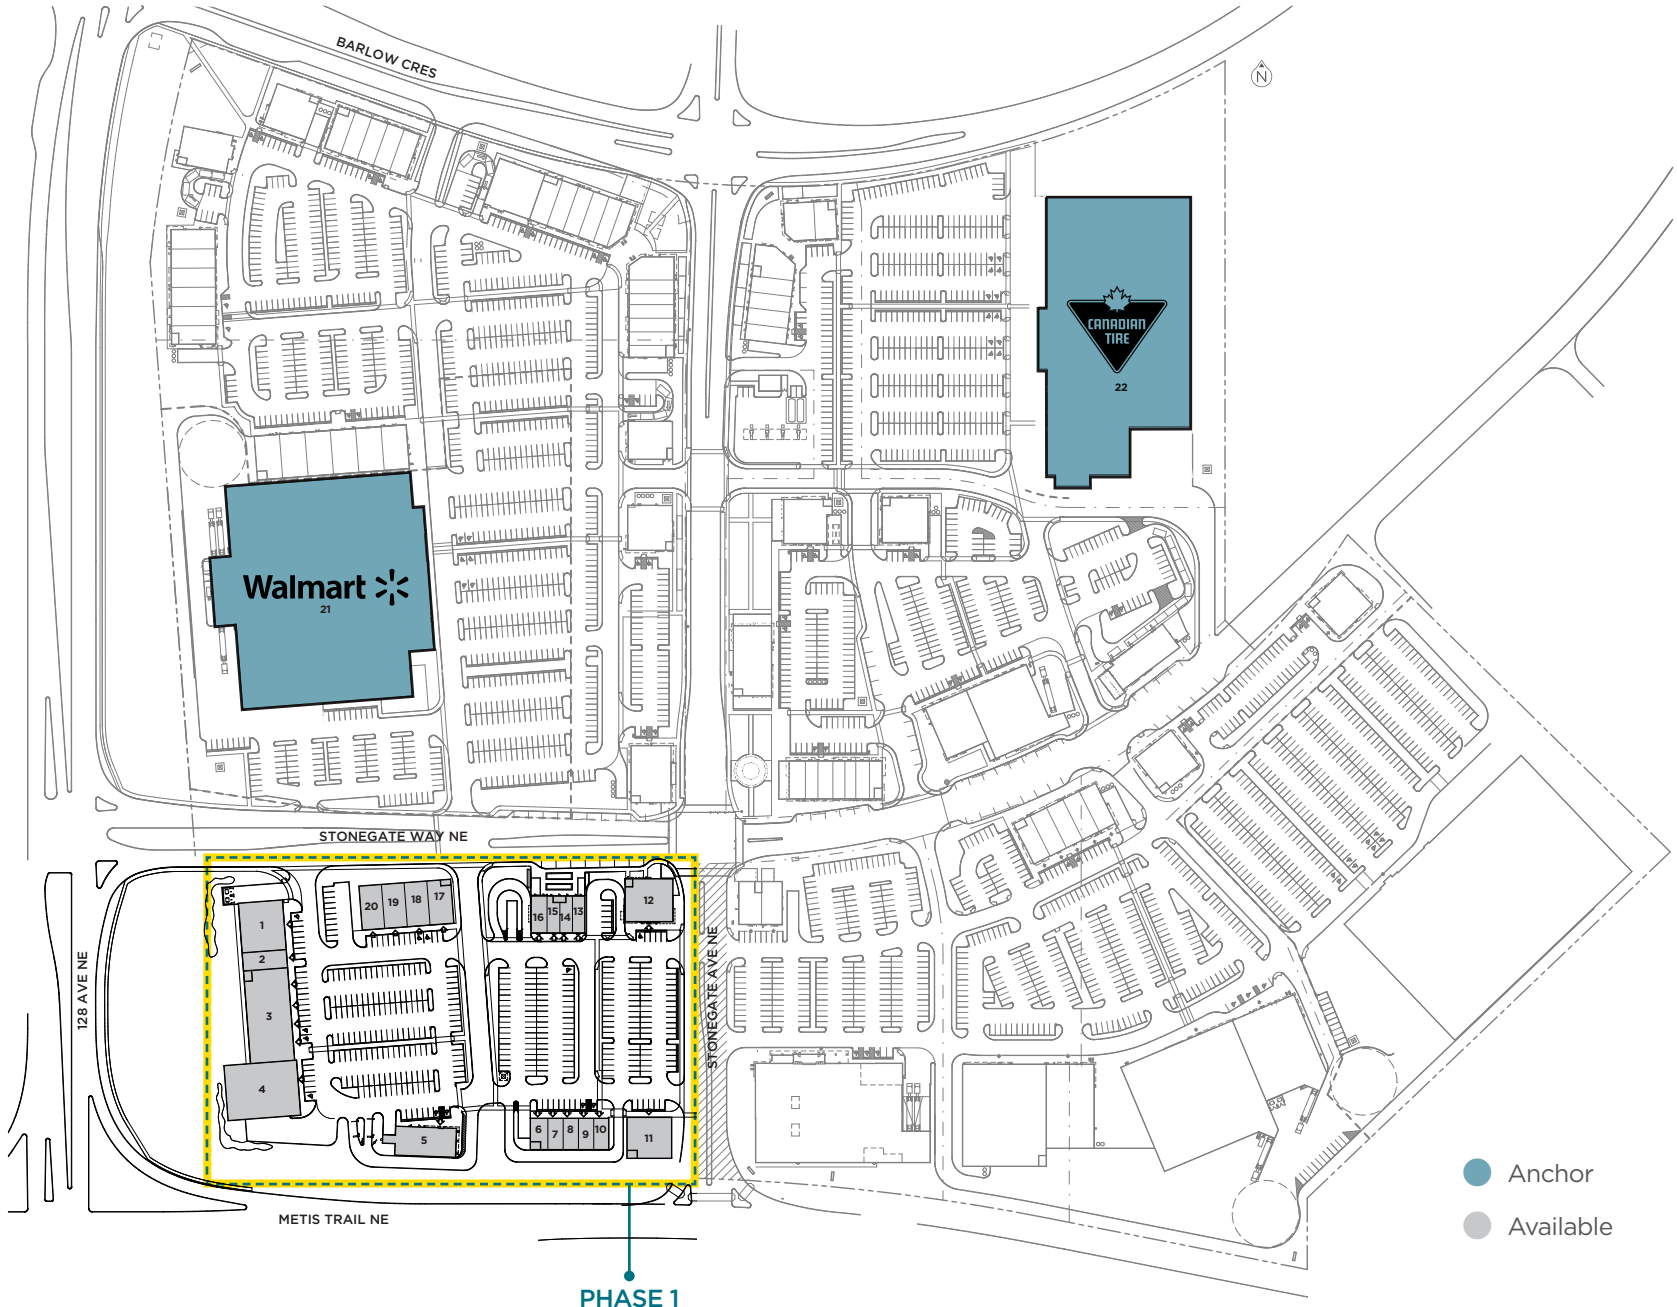 BARLOW CRES
N
CANADIAN
TIRE
22
Walmart
21
STONEGATE WAY NE
128 AVE NE
STONEGATE AVE NE
1
2
3
4
5
6
7
8
9
10
11
12
13
14
15
16
17
18
19
20
METIS TRAIL NE
PHASE 1
Anchor
Available